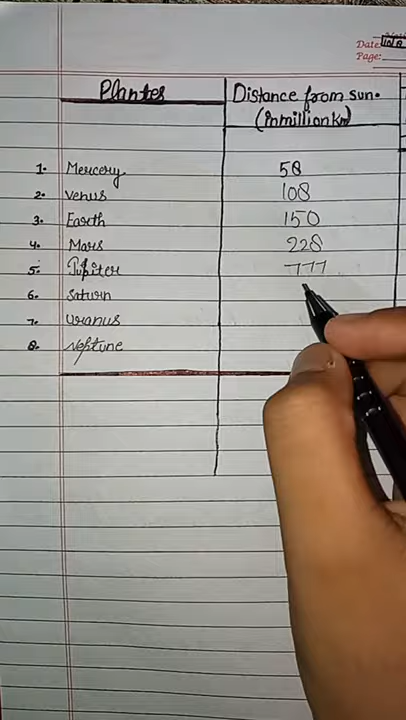 Date:
Page:
Plantes Distance from sun.
(in million km)
1. Mercery 58
2. Venus 108
3. Earth 150
4. Mars 228
5. Jupiter 777
6. Saturn
7. Uranus
8. Neptune